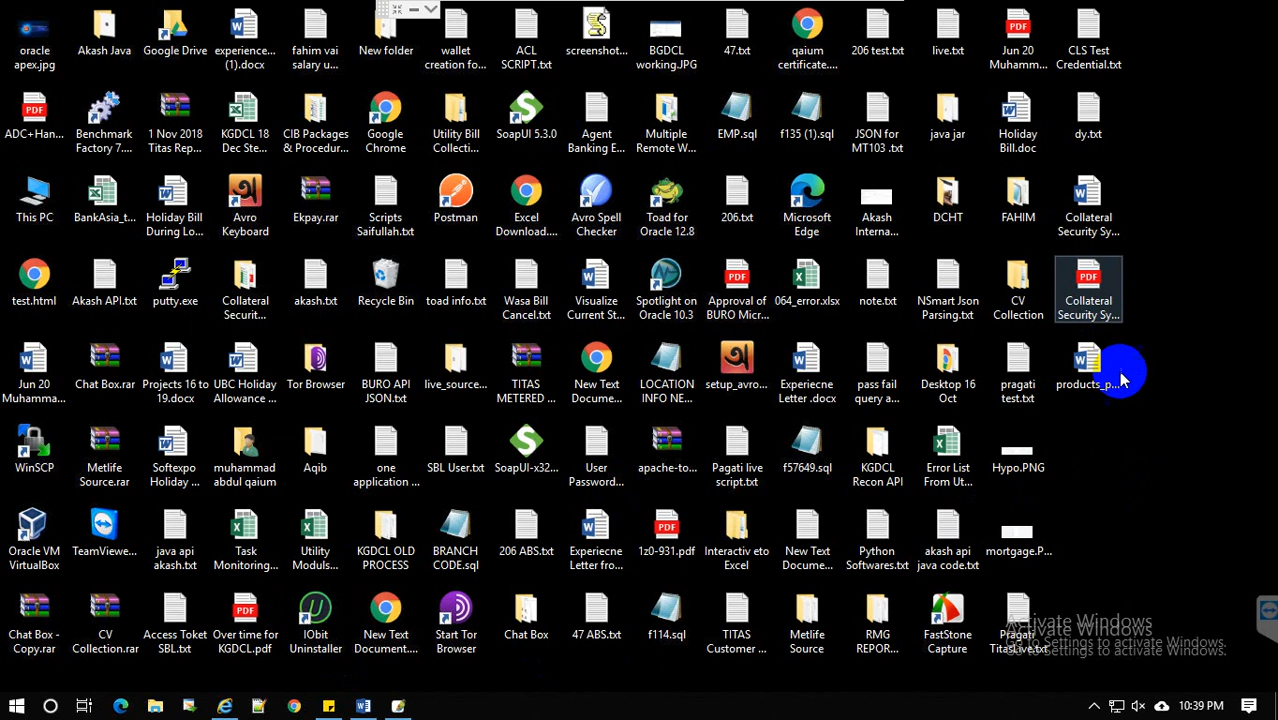 oracle apex.jpg
Akash Java
Google Drive
experience... (1).docx
fahim vai salary u...
New folder
wallet creation fo...
ACL SCRIPT.txt
screenshot...
BGDCL working.JPG
47.txt
qaium certificate....
206 test.txt
live.txt
Jun 20 Muhamm...
CLS Test Credential.txt
ADC+Han...
Benchmark Factory 7....
1 Nov 2018 Titas Rep...
KGDCL 18 Dec Ste...
CIB Packages & Procedur...
Google Chrome
Utility Bill Collecti...
SoapUI 5.3.0
Agent Banking E...
Multiple Remote W...
EMP.sql
f135 (1).sql
JSON for MT103 .txt
java jar
Holiday Bill.doc
dy.txt
This PC
BankAsia_t...
Holiday Bill During Lo...
Avro Keyboard
Ekpay.rar
Scripts Saifullah.txt
Postman
Excel Download....
Avro Spell Checker
Toad for Oracle 12.8
206.txt
Microsoft Edge
Akash Interna...
DCHT
FAHIM
Collateral Security Sy...
test.html
Akash API.txt
putty.exe
Collateral Securit...
akash.txt
Recycle Bin
toad info.txt
Wasa Bill Cancel.txt
Visualize Current St...
Spotlight on Oracle 10.3
Approval of BURO Micr...
064_error.xlsx
note.txt
NSmart Json Parsing.txt
CV Collection
Collateral Security Sy...
Jun 20 Muhamma...
Chat Box.rar
Projects 16 to 19.docx
UBC Holiday Allowance ...
Tor Browser
BURO API JSON.txt
live_source...
TITAS METERED ...
New Text Docume...
LOCATION INFO NE...
setup_avro...
Experiecne Letter .docx
pass fail query a...
Desktop 16 Oct
pragati test.txt
products_p...
WinSCP
Metlife Source.rar
Softexpo Holiday ...
muhammad abdul qaium
Aqib
one application ...
SBL User.txt
SoapUI-x32...
User Password...
apache-to...
Pagati live script.txt
f57649.sql
KGDCL Recon API
Error List From Ut...
Hypo.PNG
Oracle VM VirtualBox
TeamViewe...
java api akash.txt
Task Monitoring...
Utility Moduls...
KGDCL OLD PROCESS
BRANCH CODE.sql
206 ABS.txt
Experiecne Letter fro...
1z0-931.pdf
Interactiv eto Excel
New Text Docume...
Python Softwares.txt
akash api java code.txt
mortgage.P...
Chat Box - Copy.rar
CV Collection.rar
Access Toket SBL.txt
Over time for KGDCL.pdf
IObit Uninstaller
New Text Document....
Start Tor Browser
Chat Box
47 ABS.txt
f114.sql
TITAS Customer ...
Metlife Source
RMG REPOR...
FastStone Capture
Pragati TitasLive.txt
Activate Windows
Go to Settings to activate Windows.
10:39 PM